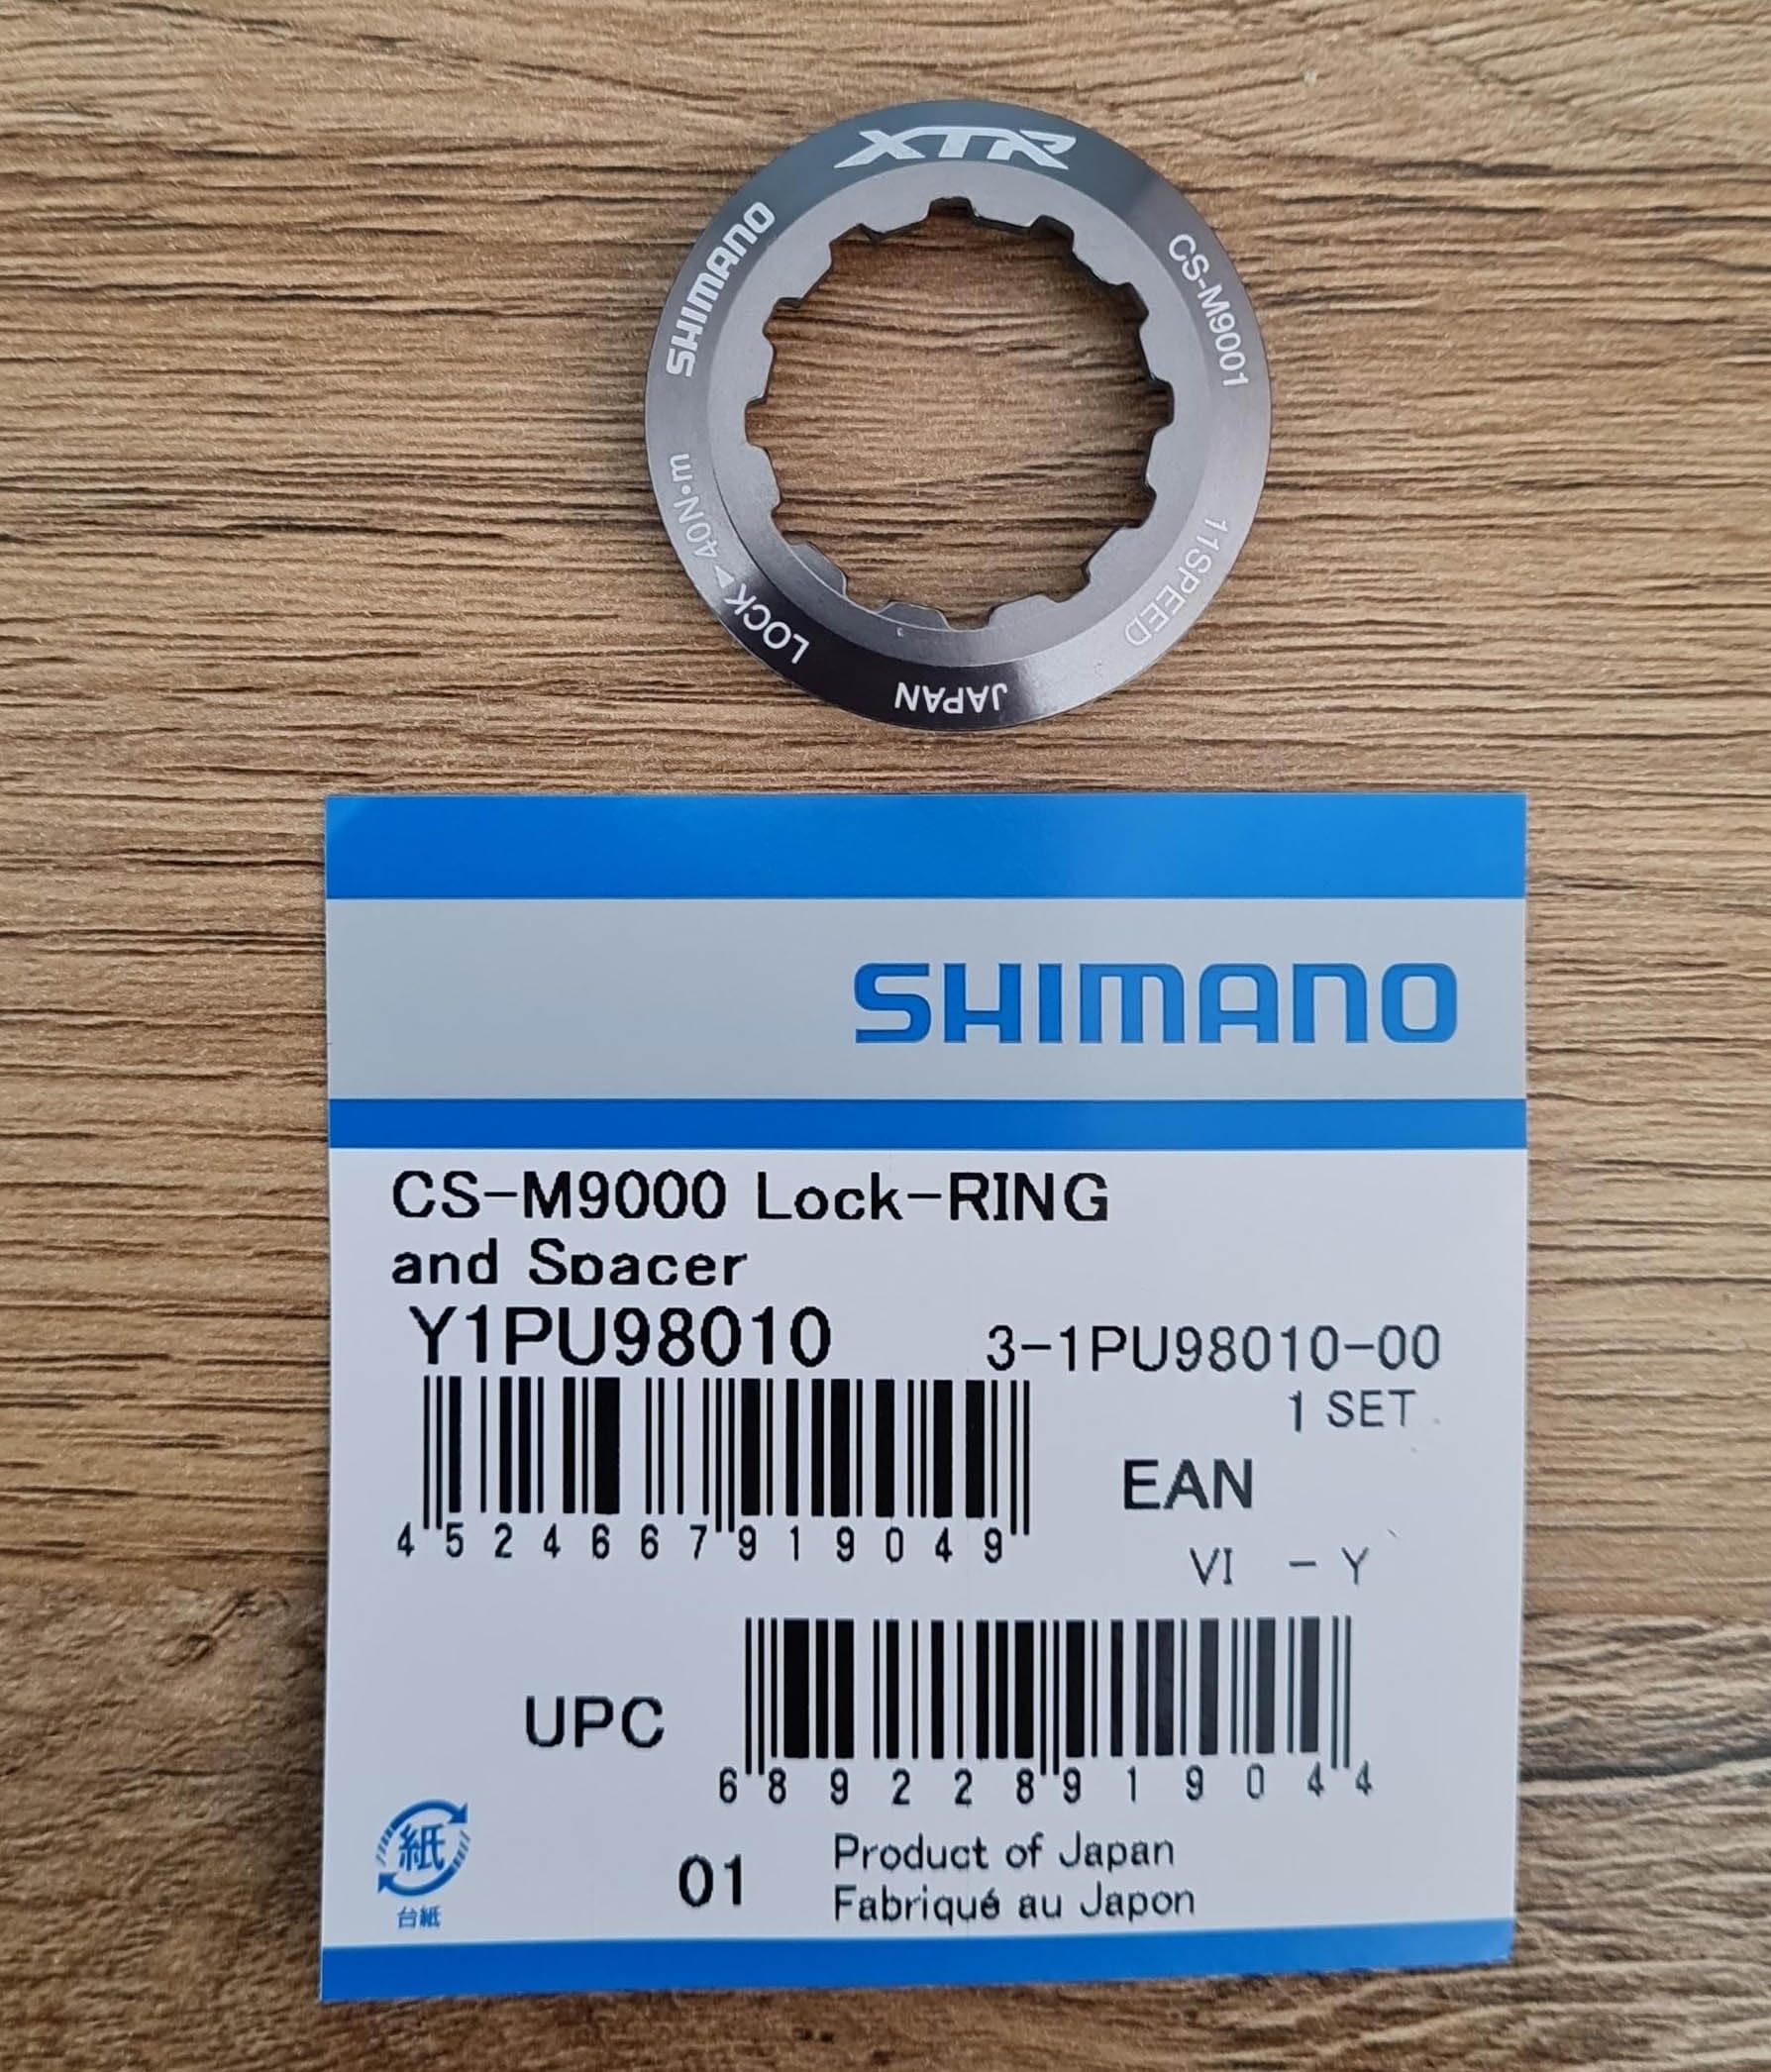 XTR
SHIMANO
CS-M9001
11SPEED
JAPAN
LOCK ▶ 40N·m
SHIMANO
CS-M9000 Lock-RING
and Spacer
Y1PU98010
3-1PU98010-00
1 SET
4 524667 919049
EAN
VI - Y
UPC
6 89228 91904 4
紙
台紙
01
Product of Japan
Fabriqué au Japon